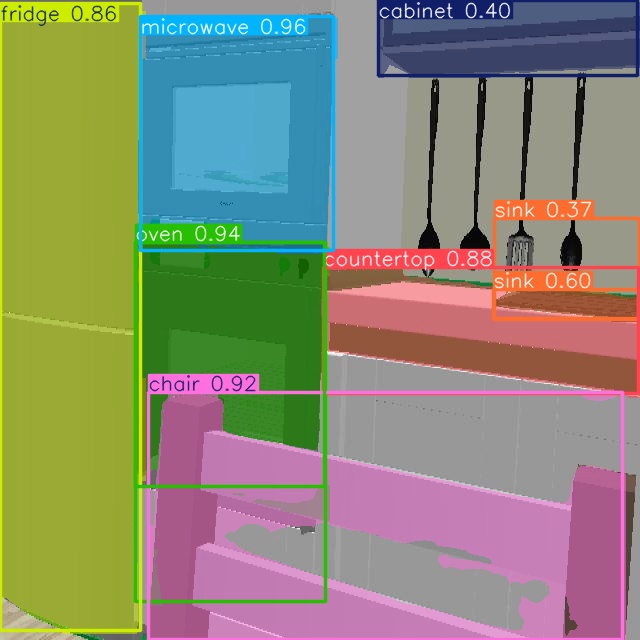 fridge 0.86
microwave 0.96
cabinet 0.40
sink 0.37
oven 0.94
countertop 0.88
sink 0.60
chair 0.92